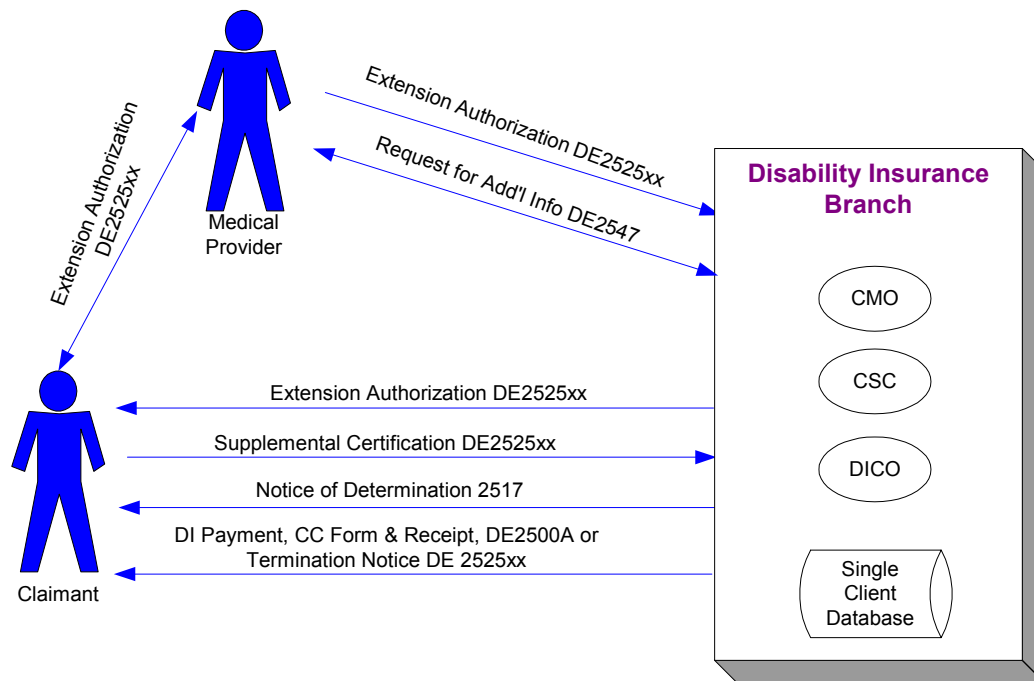 Extension Authorization DE2525xx
Request for Add'l Info DE2547
Extension Authorization
DE2525xx
Medical
Provider
Disability Insurance
Branch
CMO
CSC
DICO
Single
Client
Database
Extension Authorization DE2525xx
Supplemental Certification DE2525xx
Notice of Determination 2517
DI Payment, CC Form & Receipt, DE2500A or
Termination Notice DE 2525xx
Claimant